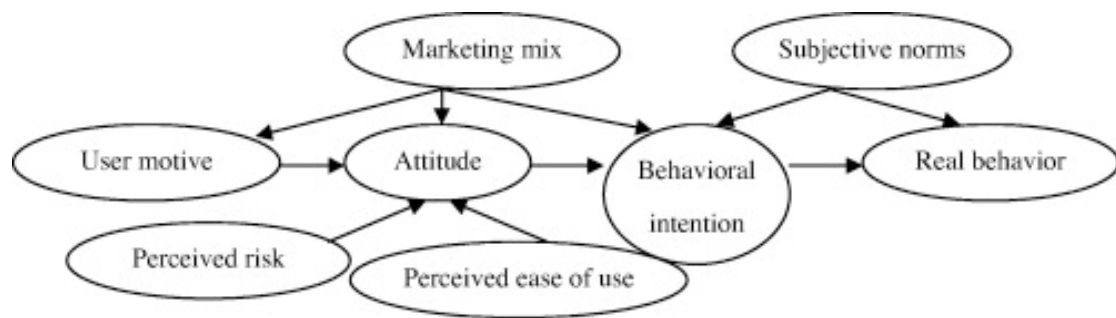 Marketing mix
Subjective norms
User motive
Attitude
Behavioral
intention
Real behavior
Perceived risk
Perceived ease of use